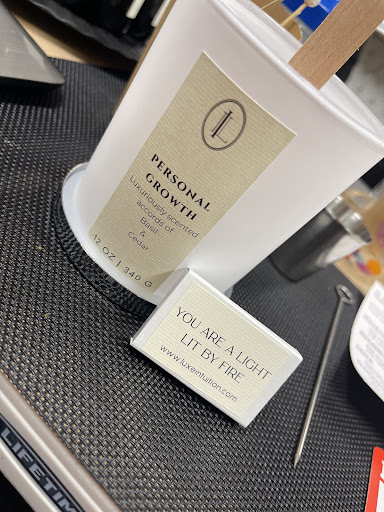 PERSONAL
GROWTH
Luxuriously scented
accords of
Basil
&
Cedar
12 OZ | 340 G
YOU ARE A LIGHT
LIT BY FIRE
www.luxeintuition.com
LIFETIM